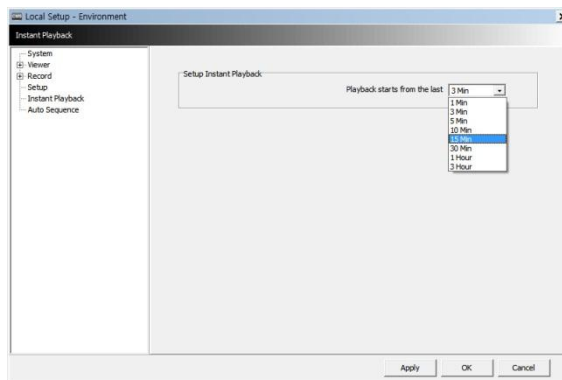 Local Setup - Environment
Instant Playback
System
Viewer
Record
Setup
Instant Playback
Auto Sequence
Setup Instant Playback
Playback starts from the last 3 Min
1 Min
3 Min
5 Min
10 Min
15 Min
30 Min
1 Hour
3 Hour
Apply OK Cancel